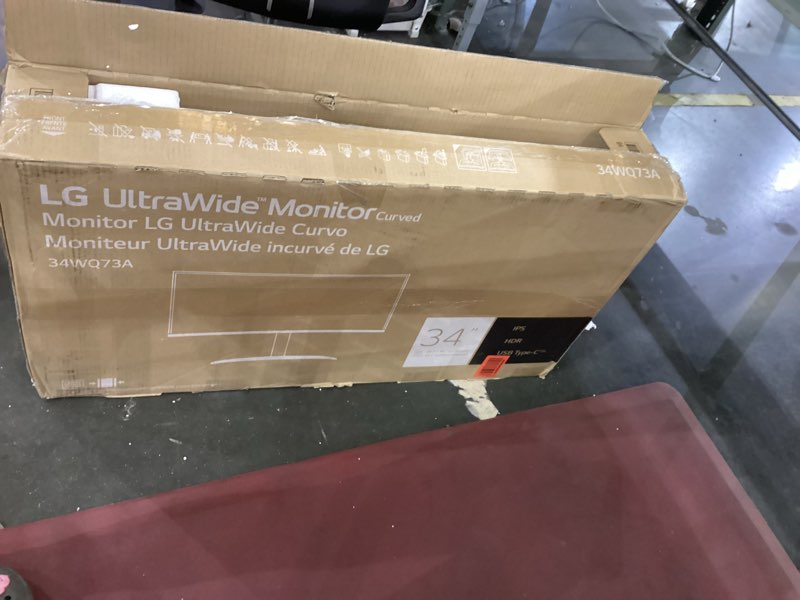 34WQ73A
LG UltraWide™ Monitor Curved
Monitor LG UltraWide Curvo
Moniteur UltraWide incurvé de LG
34WQ73A
34"
IPS
HDR
USB Type-C™